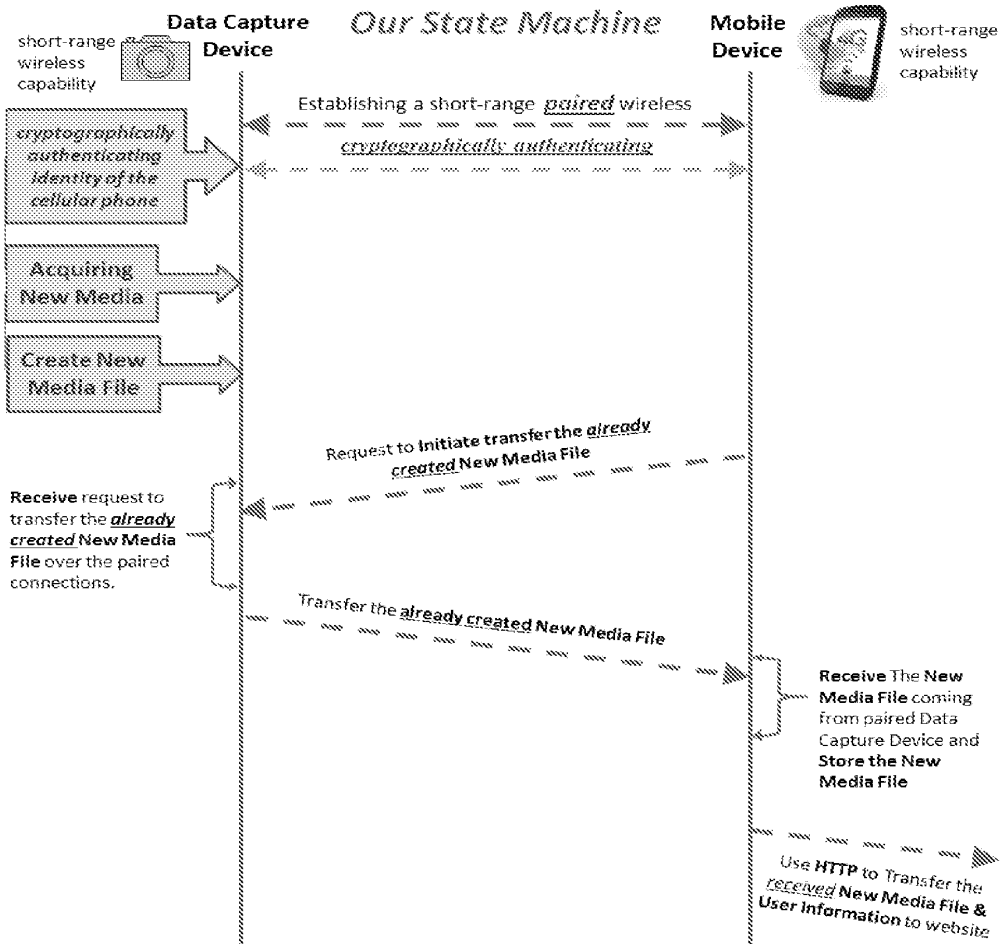 Our State Machine
Data Capture
Device
short-range
wireless
capability
Mobile
Device
short-range
wireless
capability
Establishing a short-range paired wireless
cryptographically authenticating
cryptographically
authenticating
identity of the
cellular phone
Acquiring
New Media
Create New
Media File
Request to Initiate transfer the already
created New Media File
Receive request to
transfer the already
created New Media
File over the paired
connections.
Transfer the already created New Media File
Receive The New
Media File coming
from paired Data
Capture Device and
Store the New
Media File
Use HTTP to Transfer the
received New Media File &
User Information to website